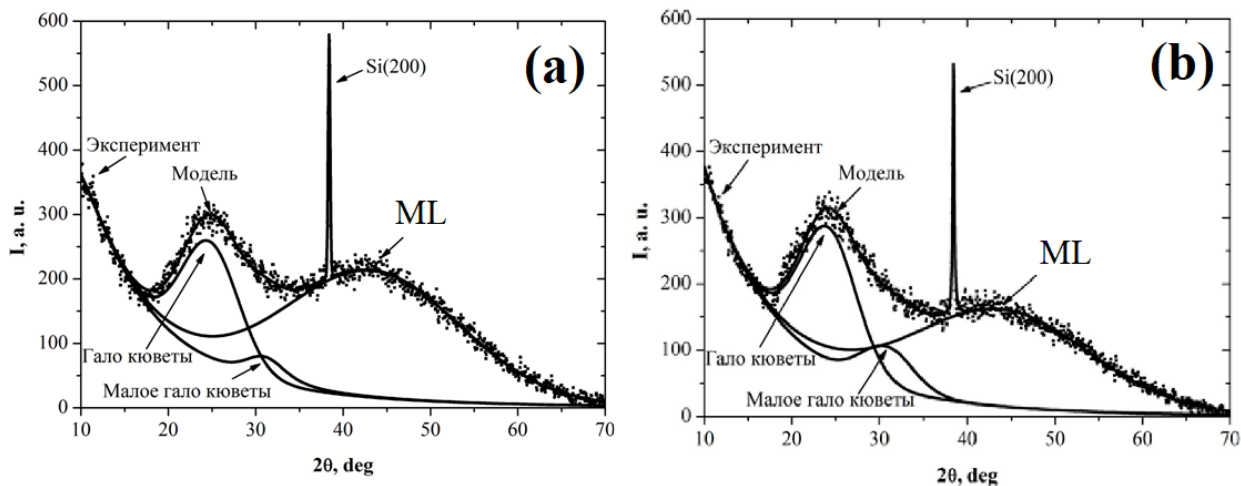 (a)
600
500
400
300
200
100
0
I, a. u.
Эксперимент
Модель
Si(200)
ML
Гало кюветы
Малое гало кюветы
10 20 30 40 50 60 70
2θ, deg
(b)
600
500
400
300
200
100
0
I, a. u.
Эксперимент
Модель
Si(200)
ML
Гало кюветы
Малое гало кюветы
10 20 30 40 50 60 70
2θ, deg